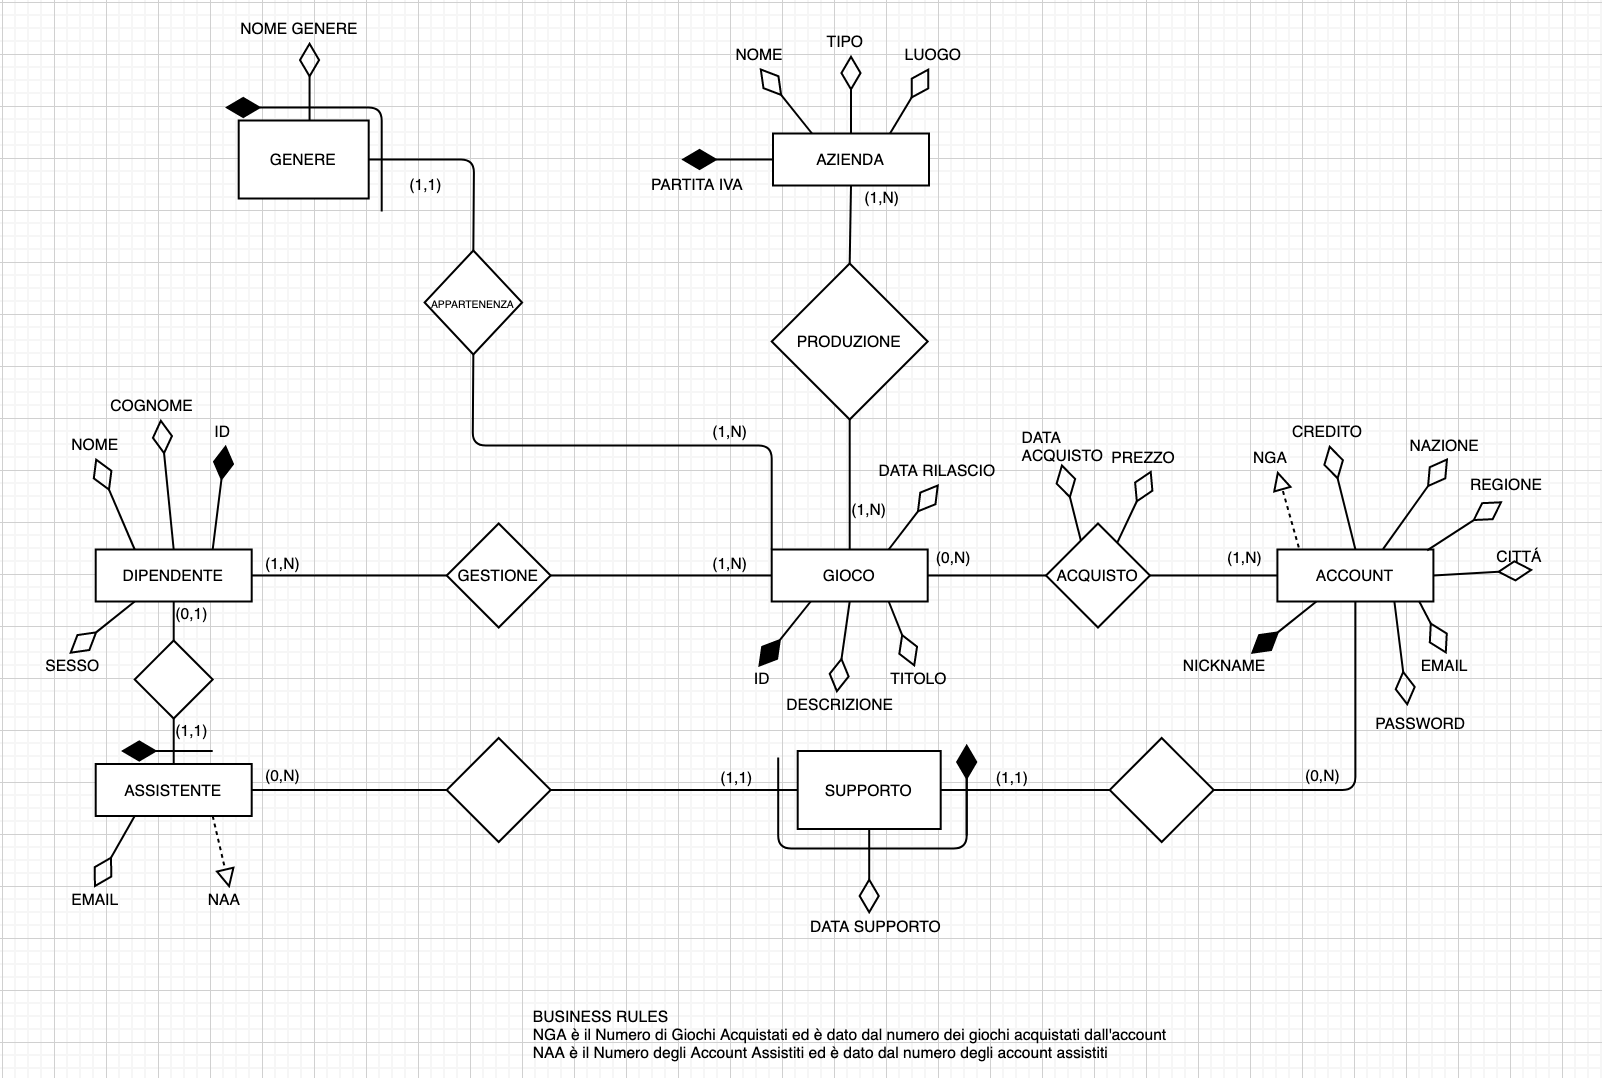 NOME GENERE
NOME
TIPO
LUOGO
GENERE
(1,1)
AZIENDA
PARTITA IVA
(1,N)
APPARTENENZA
PRODUZIONE
COGNOME
NOME
ID
(1,N)
DATA RILASCIO
(1,N)
DATA
ACQUISTO
PREZZO
NGA
CREDITO
NAZIONE
REGIONE
CITTÁ
DIPENDENTE
(1,N)
GESTIONE
(1,N)
GIOCO
(0,N)
ACQUISTO
(1,N)
ACCOUNT
(0,1)
SESSO
ID
DESCRIZIONE
TITOLO
NICKNAME
EMAIL
PASSWORD
(1,1)
ASSISTENTE
(0,N)
(1,1)
SUPPORTO
(1,1)
(0,N)
EMAIL
NAA
DATA SUPPORTO
BUSINESS RULES
NGA è il Numero di Giochi Acquistati ed è dato dal numero dei giochi acquistati dall'account
NAA è il Numero degli Account Assistiti ed è dato dal numero degli account assistiti